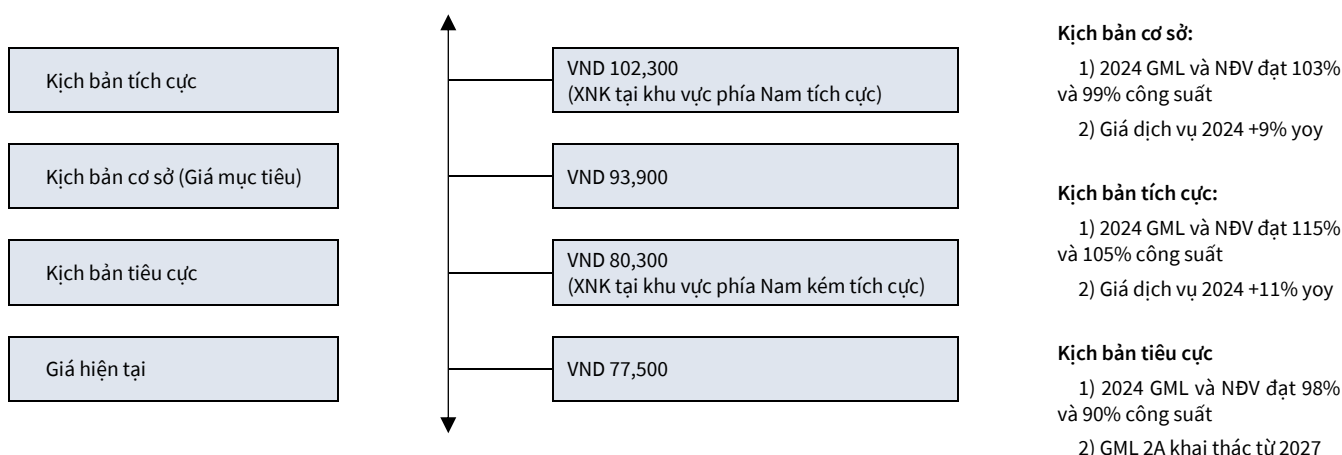 Kịch bản tích cực
VND 102,300
(XNK tại khu vực phía Nam tích cực)
Kịch bản cơ sở (Giá mục tiêu)
VND 93,900
Kịch bản tiêu cực
VND 80,300
(XNK tại khu vực phía Nam kém tích cực)
Giá hiện tại
VND 77,500
Kịch bản cơ sở:
1) 2024 GML và NĐV đạt 103%
và 99% công suất
2) Giá dịch vụ 2024 +9% yoy
Kịch bản tích cực:
1) 2024 GML và NĐV đạt 115%
và 105% công suất
2) Giá dịch vụ 2024 +11% yoy
Kịch bản tiêu cực
1) 2024 GML và NĐV đạt 98%
và 90% công suất
2) GML 2A khai thác từ 2027